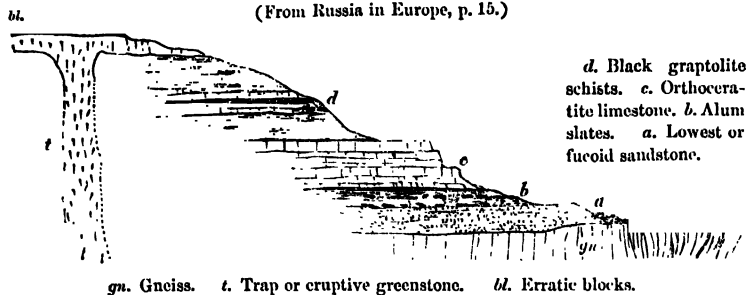 (From Russia in Europe, p. 15.)
bl.
d. Black graptolite
schists. c. Orthocera-
tite limestone. b. Alum
slates. a. Lowest or
fucoid sandstone.
d
t
c
b
a
gn
t t
gn. Gneiss. t. Trap or eruptive greenstone. bl. Erratic blocks.